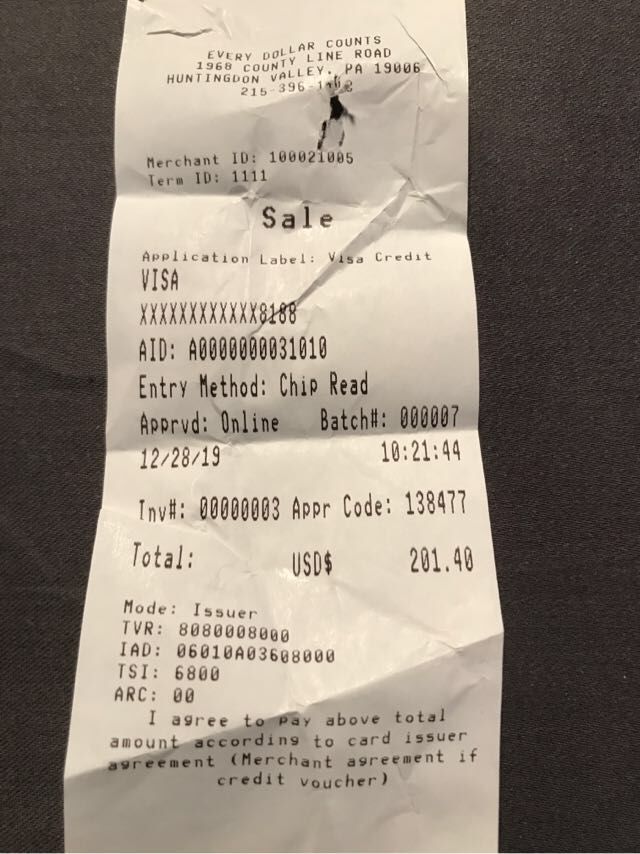 EVERY DOLLAR COUNTS
1968 COUNTY LINE ROAD
HUNTINGDON VALLEY, PA 19006
215-396-
Merchant ID: 100021005
Term ID: 1111
Sale
Application Label: Visa Credit
VISA
XXXXXXXXXXXX8188
AID: A0000000031010
Entry Method: Chip Read
Apprvd: Online Batch#: 000007
12/28/19 10:21:44
Inv#: 00000003 Appr Code: 138477
Total: USD$ 201.40
Mode: Issuer
TVR: 8080008000
IAD: 06010A03608000
TSI: 6800
ARC: 00
I agree to pay above total
amount according to card issuer
agreement (Merchant agreement if
credit voucher)